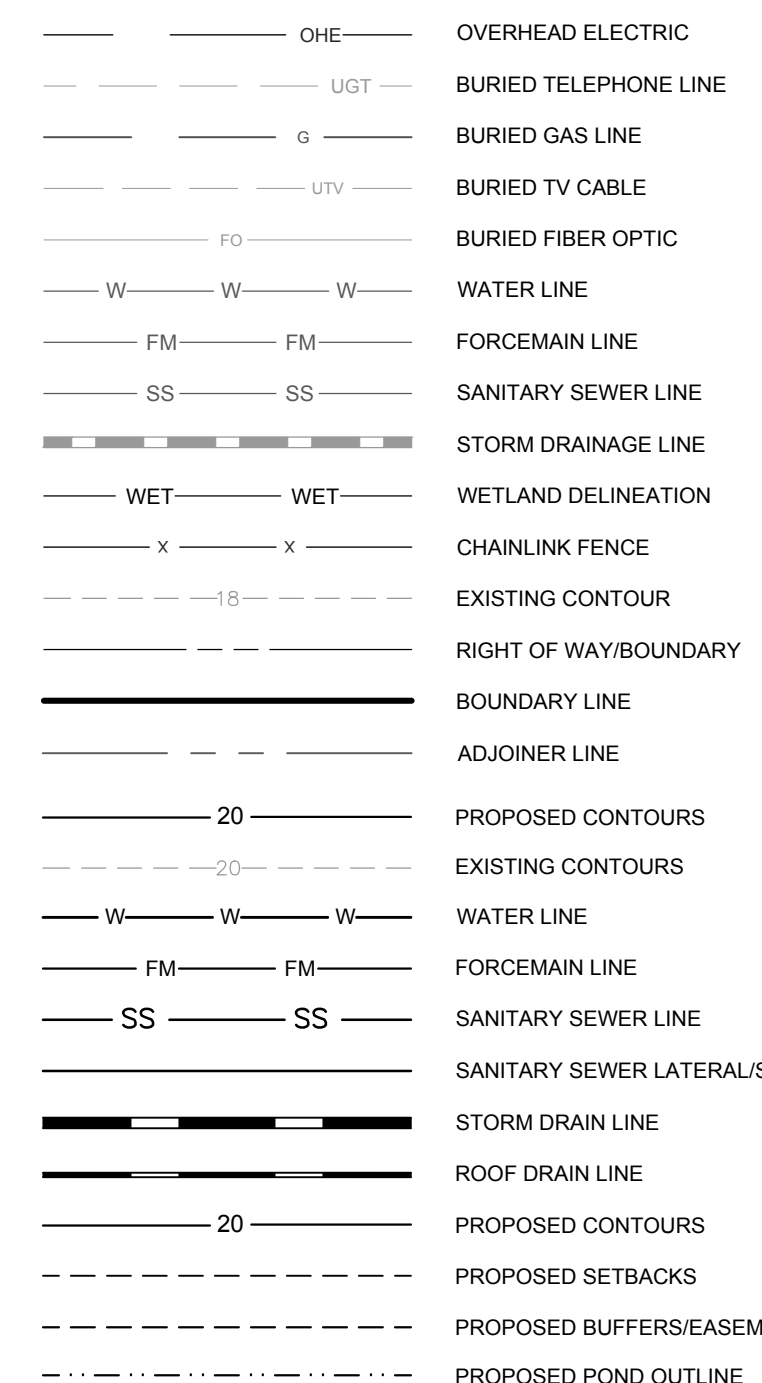 OHE OVERHEAD ELECTRIC
UGT BURIED TELEPHONE LINE
G BURIED GAS LINE
UTV BURIED TV CABLE
FO BURIED FIBER OPTIC
W W W WATER LINE
FM FM FORCEMAIN LINE
SS SS SANITARY SEWER LINE
STORM DRAINAGE LINE
WET WET WETLAND DELINEATION
X X CHAINLINK FENCE
18 EXISTING CONTOUR
RIGHT OF WAY/BOUNDARY
BOUNDARY LINE
ADJOINER LINE
20 PROPOSED CONTOURS
20 EXISTING CONTOURS
W W W WATER LINE
FM FM FORCEMAIN LINE
SS SS SANITARY SEWER LINE
SANITARY SEWER LATERAL/S
STORM DRAIN LINE
ROOF DRAIN LINE
20 PROPOSED CONTOURS
PROPOSED SETBACKS
PROPOSED BUFFERS/EASEM
PROPOSED POND OUTLINE